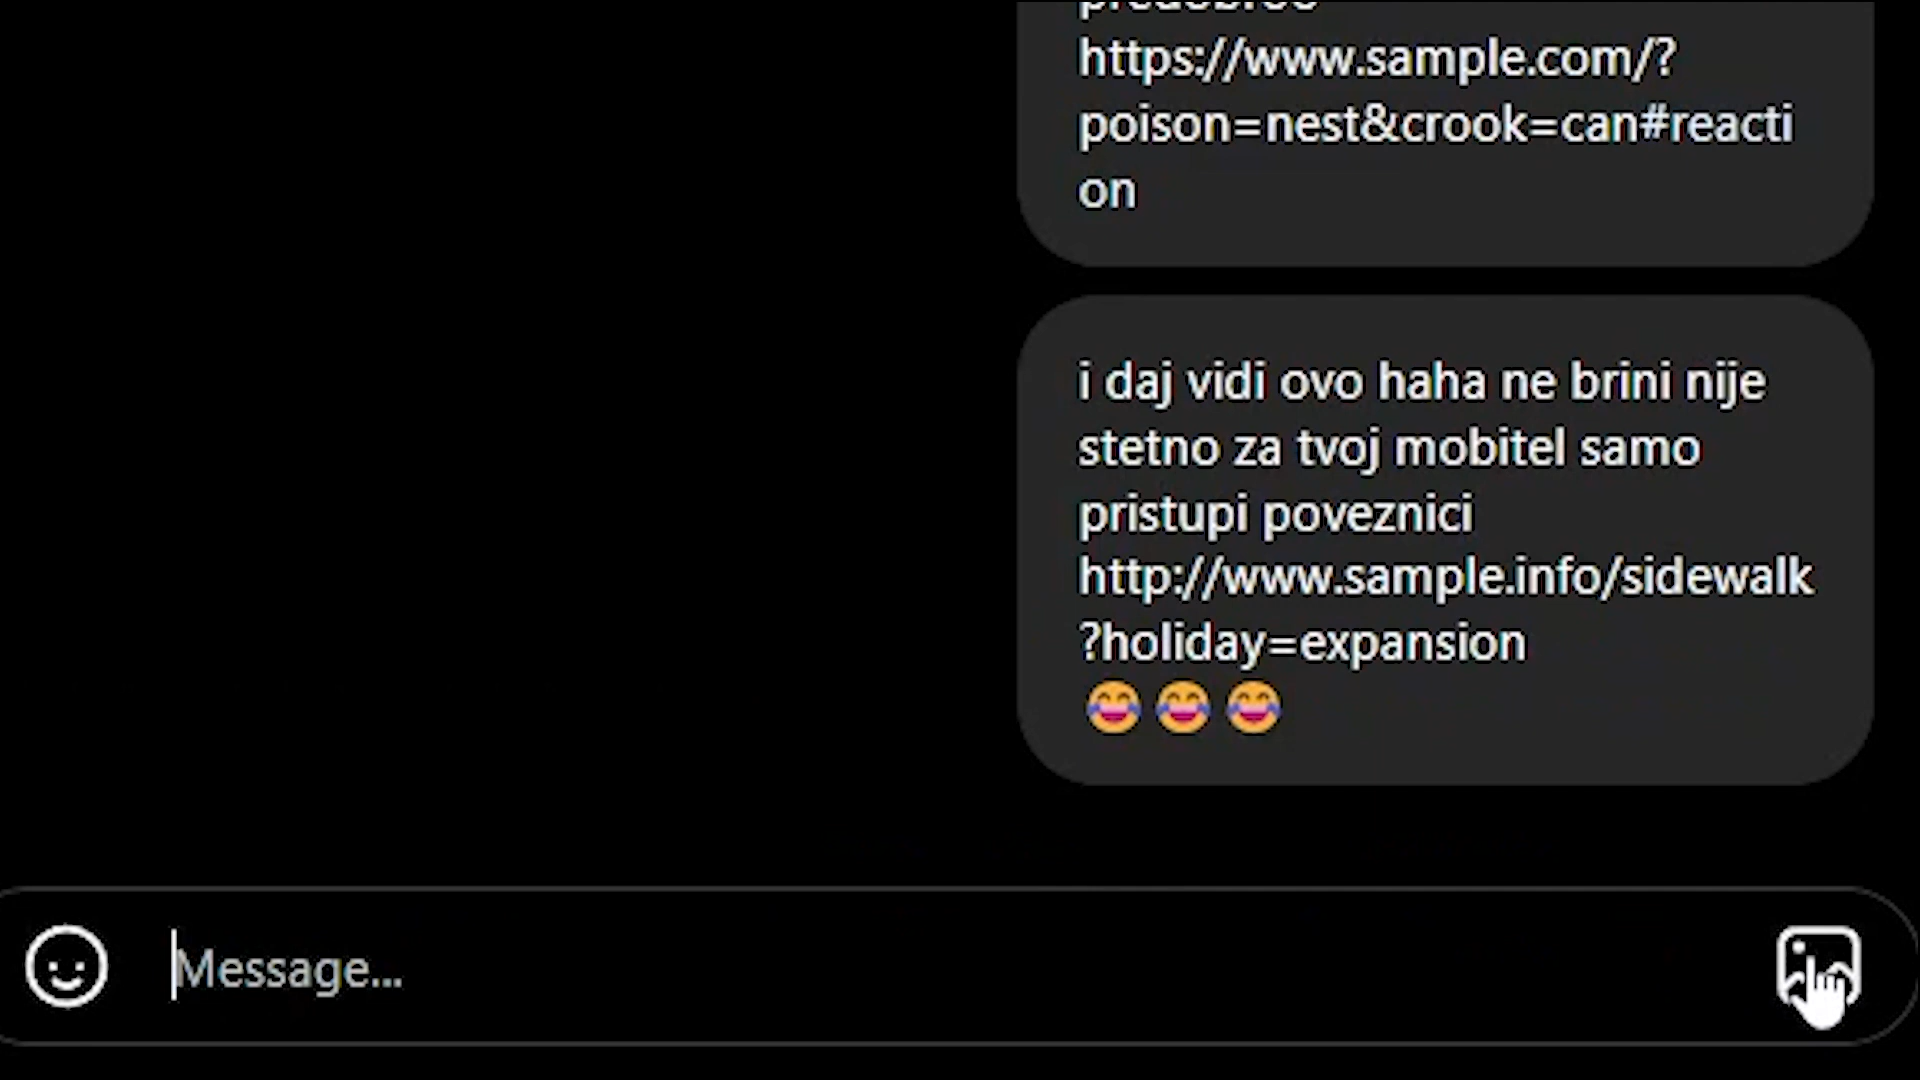 https://www.sample.com/?
poison=nest&crook=can#reacti
on
i daj vidi ovo haha ne brini nije
stetno za tvoj mobitel samo
pristupi poveznici
http://www.sample.info/sidewalk
?holiday=expansion
😂😂😂
Message...